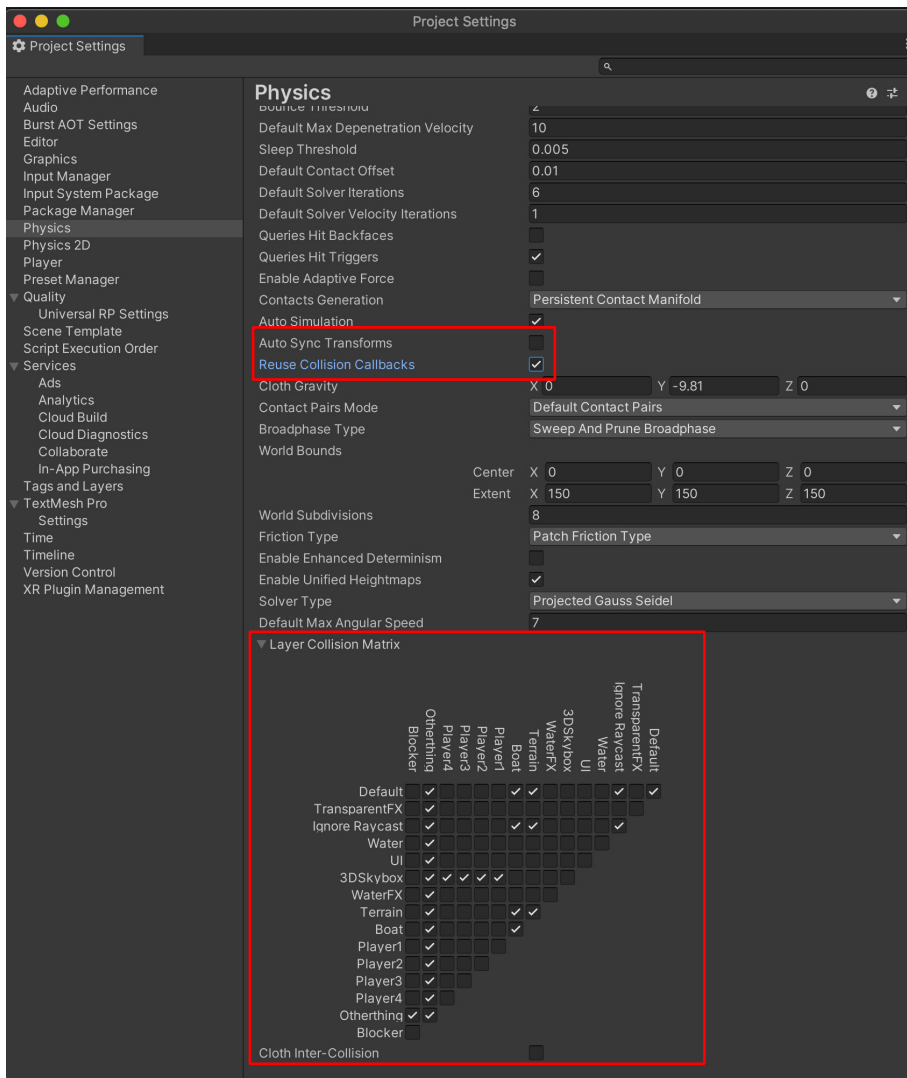 Project Settings
Project Settings
Adaptive Performance
Audio
Burst AOT Settings
Editor
Graphics
Input Manager
Input System Package
Package Manager
Physics
Physics 2D
Player
Preset Manager
Quality
Universal RP Settings
Scene Template
Script Execution Order
Services
Ads
Analytics
Cloud Build
Cloud Diagnostics
Collaborate
In-App Purchasing
Tags and Layers
TextMesh Pro
Settings
Time
Timeline
Version Control
XR Plugin Management
Physics
Bounce Threshold 2
Default Max Depenetration Velocity 10
Sleep Threshold 0.005
Default Contact Offset 0.01
Default Solver Iterations 6
Default Solver Velocity Iterations 1
Queries Hit Backfaces
Queries Hit Triggers
Enable Adaptive Force
Contacts Generation Persistent Contact Manifold
Auto Simulation
Auto Sync Transforms
Reuse Collision Callbacks
Cloth Gravity X 0 Y -9.81 Z 0
Contact Pairs Mode Default Contact Pairs
Broadphase Type Sweep And Prune Broadphase
World Bounds
Center X 0 Y 0 Z 0
Extent X 150 Y 150 Z 150
World Subdivisions 8
Friction Type Patch Friction Type
Enable Enhanced Determinism
Enable Unified Heightmaps
Solver Type Projected Gauss Seidel
Default Max Angular Speed 7
Layer Collision Matrix
Blocker
Otherthing
Player4
Player3
Player2
Player1
Boat
Terrain
WaterFX
3DSkybox
UI
Water
Ignore Raycast
TransparentFX
Default
Default
TransparentFX
Ignore Raycast
Water
UI
3DSkybox
WaterFX
Terrain
Boat
Player1
Player2
Player3
Player4
Otherthing
Blocker
Cloth Inter-Collision